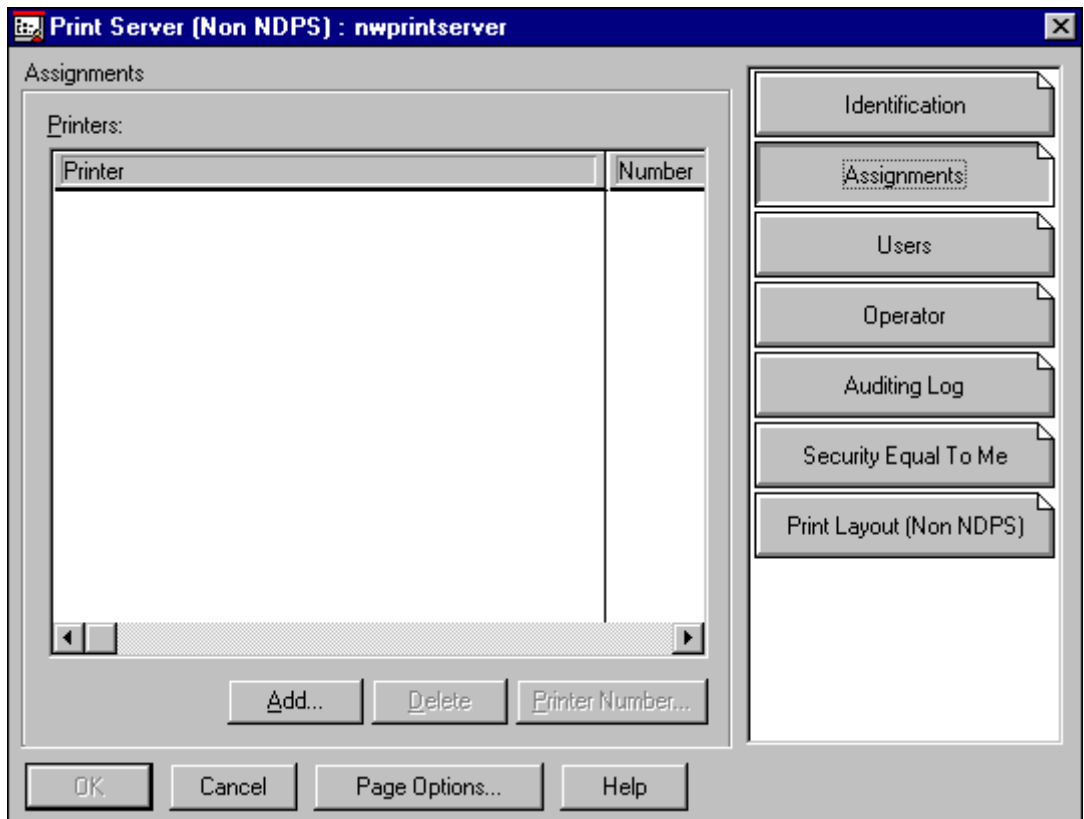 Print Server (Non NDPS) : nwprintserver
Assignments
Printers:
Printer Number
Add... Delete Printer Number...
OK Cancel Page Options... Help
Identification
Assignments
Users
Operator
Auditing Log
Security Equal To Me
Print Layout (Non NDPS)